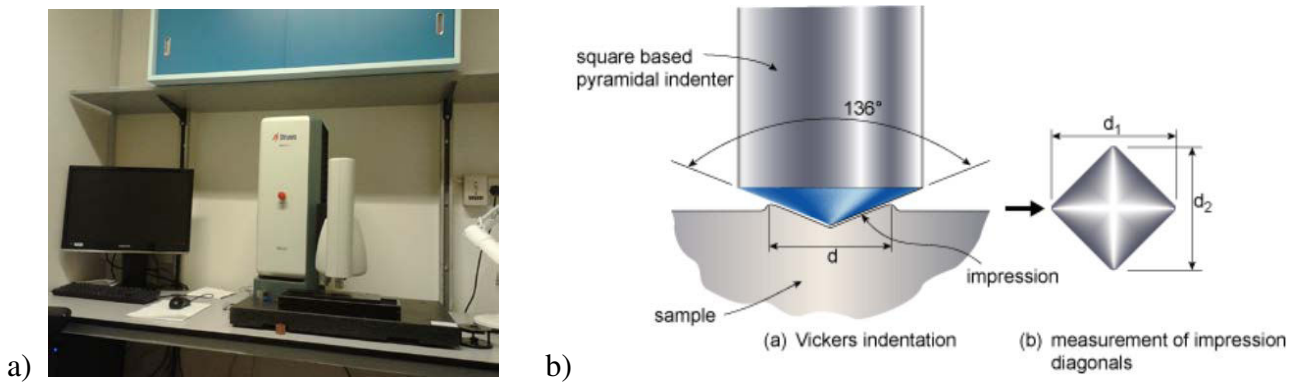 a)
Struers
b)
square based
pyramidal indenter
136°
d₁
d₂
d
impression
sample
(a) Vickers indentation
(b) measurement of impression
diagonals